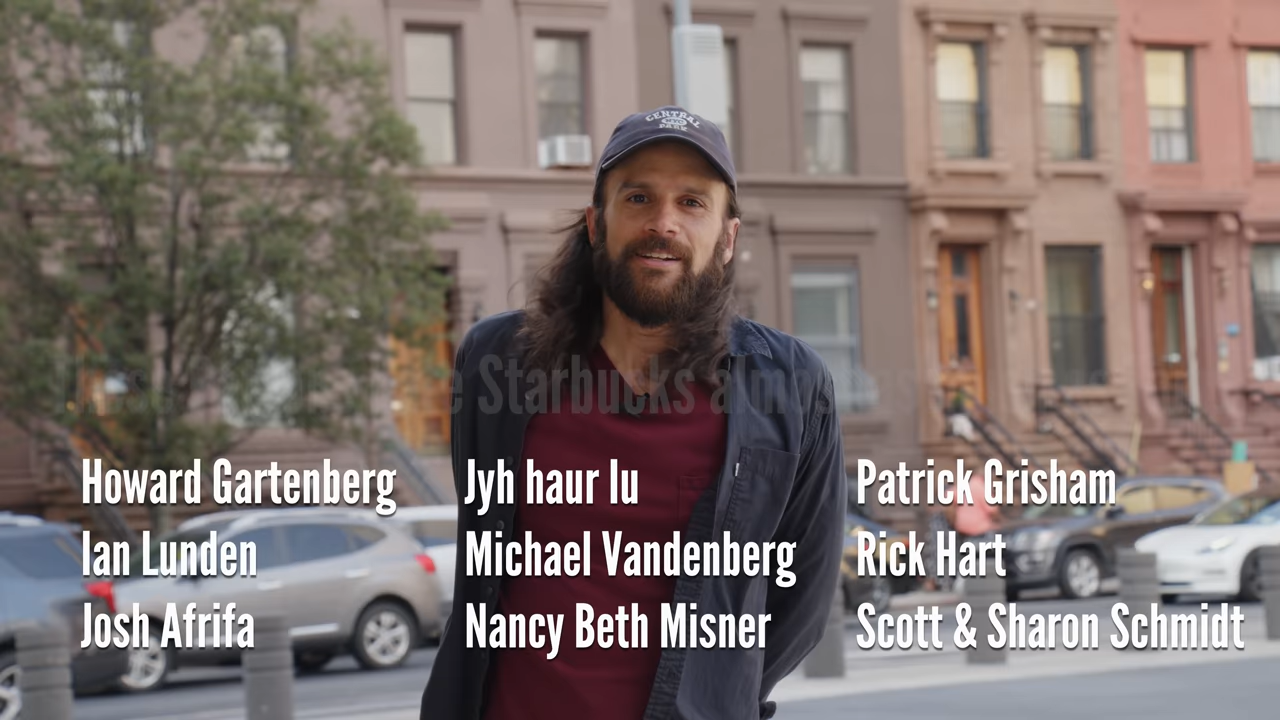 CENTRAL
PARK
Starbucks
Howard Gartenberg
Ian Lunden
Josh Afrifa
Jyh haur lu
Michael Vandenberg
Nancy Beth Misner
Patrick Grisham
Rick Hart
Scott & Sharon Schmidt